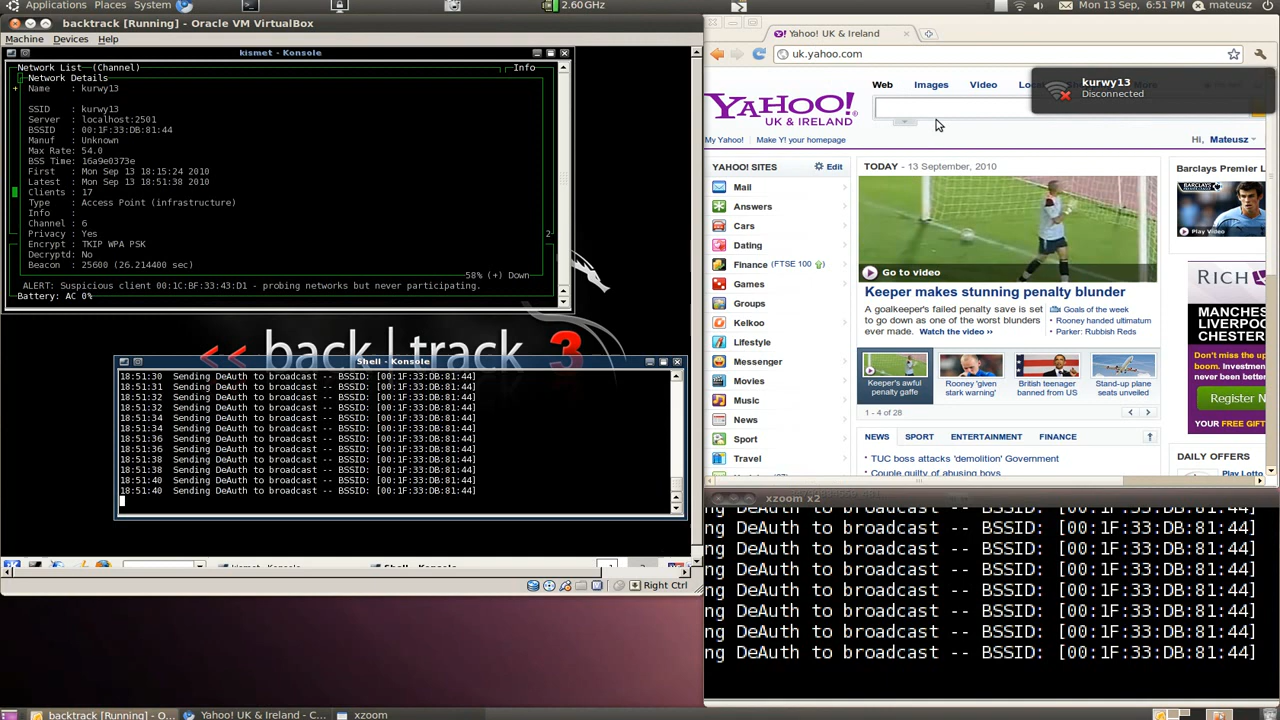 Applications Places System
2.60 GHz
Mon 13 Sep, 6:51 PM mateusz
backtrack [Running] - Oracle VM VirtualBox
Machine Devices Help
kismet - Konsole
Network List (Channel) Info
Network Details
+ Name : kurwy13
SSID : kurwy13
Server : localhost:2501
BSSID : 00:1F:33:DB:81:44
Manuf : Unknown
Max Rate: 54.0
BSS Time: 16a9e0373e
First : Mon Sep 13 18:15:24 2010
Latest : Mon Sep 13 18:51:38 2010
Clients : 17
Type : Access Point (infrastructure)
Info :
Channel : 6
Privacy : Yes
Encrypt : TKIP WPA PSK
Decryptd: No
Beacon : 25600 (26.214400 sec)
58% (+) Down
ALERT: Suspicious client 00:1C:BF:33:43:D1 - probing networks but never participating.
Battery: AC 0%
<< back|track 3
Shell - Konsole
18:51:30 Sending DeAuth to broadcast -- BSSID: [00:1F:33:DB:81:44]
18:51:31 Sending DeAuth to broadcast -- BSSID: [00:1F:33:DB:81:44]
18:51:32 Sending DeAuth to broadcast -- BSSID: [00:1F:33:DB:81:44]
18:51:32 Sending DeAuth to broadcast -- BSSID: [00:1F:33:DB:81:44]
18:51:34 Sending DeAuth to broadcast -- BSSID: [00:1F:33:DB:81:44]
18:51:36 Sending DeAuth to broadcast -- BSSID: [00:1F:33:DB:81:44]
18:51:36 Sending DeAuth to broadcast -- BSSID: [00:1F:33:DB:81:44]
18:51:38 Sending DeAuth to broadcast -- BSSID: [00:1F:33:DB:81:44]
18:51:38 Sending DeAuth to broadcast -- BSSID: [00:1F:33:DB:81:44]
18:51:40 Sending DeAuth to broadcast -- BSSID: [00:1F:33:DB:81:44]
18:51:40 Sending DeAuth to broadcast -- BSSID: [00:1F:33:DB:81:44]
Right Ctrl
Yahoo! UK & Ireland
uk.yahoo.com
Web Images Video
kurwy13
Disconnected
YAHOO!
UK & IRELAND
My Yahoo! Make Y! your homepage
Hi, Mateusz
YAHOO! SITES Edit
Mail
Answers
Cars
Dating
Finance (FTSE 100)
Games
Groups
Kelkoo
Lifestyle
Messenger
Movies
Music
News
Sport
Travel
TODAY - 13 September, 2010
Go to video
Keeper makes stunning penalty blunder
A goalkeeper's failed penalty save is set
to go down as one of the worst blunders
ever made. Watch the video ››
Goals of the week
Rooney handed ultimatum
Parker: Rubbish Reds
Keeper's awful
penalty gaffe
Rooney 'given
stark warning'
British teenager
banned from US
Stand-up plane
seats unveiled
1 - 4 of 28
NEWS SPORT ENTERTAINMENT FINANCE
TUC boss attacks 'demolition' Government
Couple guilty of abusing boys
Barclays Premier L
Play Video
RICH
MANCHES
LIVERPOO
CHESTER
Don't miss the u
boom. Investmen
never been bette
Register N
YOUR FREE GIF
DAILY OFFERS
Play Lotto
xzoom x2
ng DeAuth to broadcast -- BSSID: [00:1F:33:DB:81:44]
ng DeAuth to broadcast -- BSSID: [00:1F:33:DB:81:44]
ng DeAuth to broadcast -- BSSID: [00:1F:33:DB:81:44]
ng DeAuth to broadcast -- BSSID: [00:1F:33:DB:81:44]
ng DeAuth to broadcast -- BSSID: [00:1F:33:DB:81:44]
ng DeAuth to broadcast -- BSSID: [00:1F:33:DB:81:44]
ng DeAuth to broadcast -- BSSID: [00:1F:33:DB:81:44]
ng DeAuth to broadcast -- BSSID: [00:1F:33:DB:81:44]
backtrack [Running] - O... Yahoo! UK & Ireland - C... xzoom